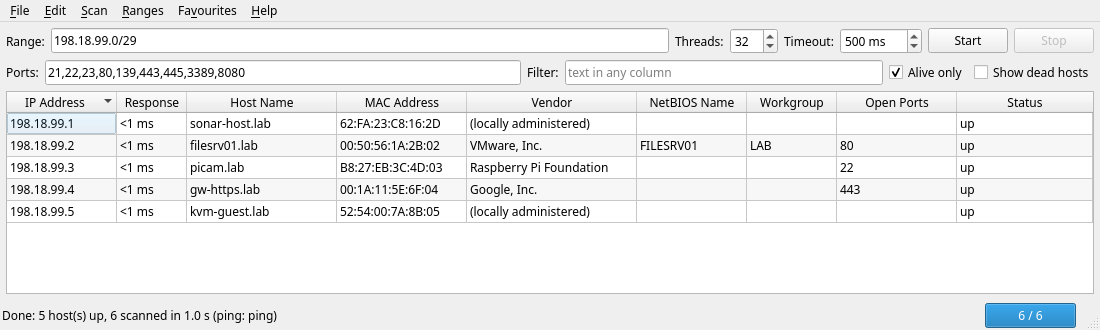 File Edit Scan Ranges Favourites Help
Range: 198.18.99.0/29 Threads: 32 Timeout: 500 ms Start Stop
Ports: 21,22,23,80,139,443,445,3389,8080 Filter: text in any column Alive only Show dead hosts
IP Address Response Host Name MAC Address Vendor NetBIOS Name Workgroup Open Ports Status
198.18.99.1 <1 ms sonar-host.lab 62:FA:23:C8:16:2D (locally administered) up
198.18.99.2 <1 ms filesrv01.lab 00:50:56:1A:2B:02 VMware, Inc. FILESRV01 LAB 80 up
198.18.99.3 <1 ms picam.lab B8:27:EB:3C:4D:03 Raspberry Pi Foundation 22 up
198.18.99.4 <1 ms gw-https.lab 00:1A:11:5E:6F:04 Google, Inc. 443 up
198.18.99.5 <1 ms kvm-guest.lab 52:54:00:7A:8B:05 (locally administered) up
Done: 5 host(s) up, 6 scanned in 1.0 s (ping: ping) 6 / 6